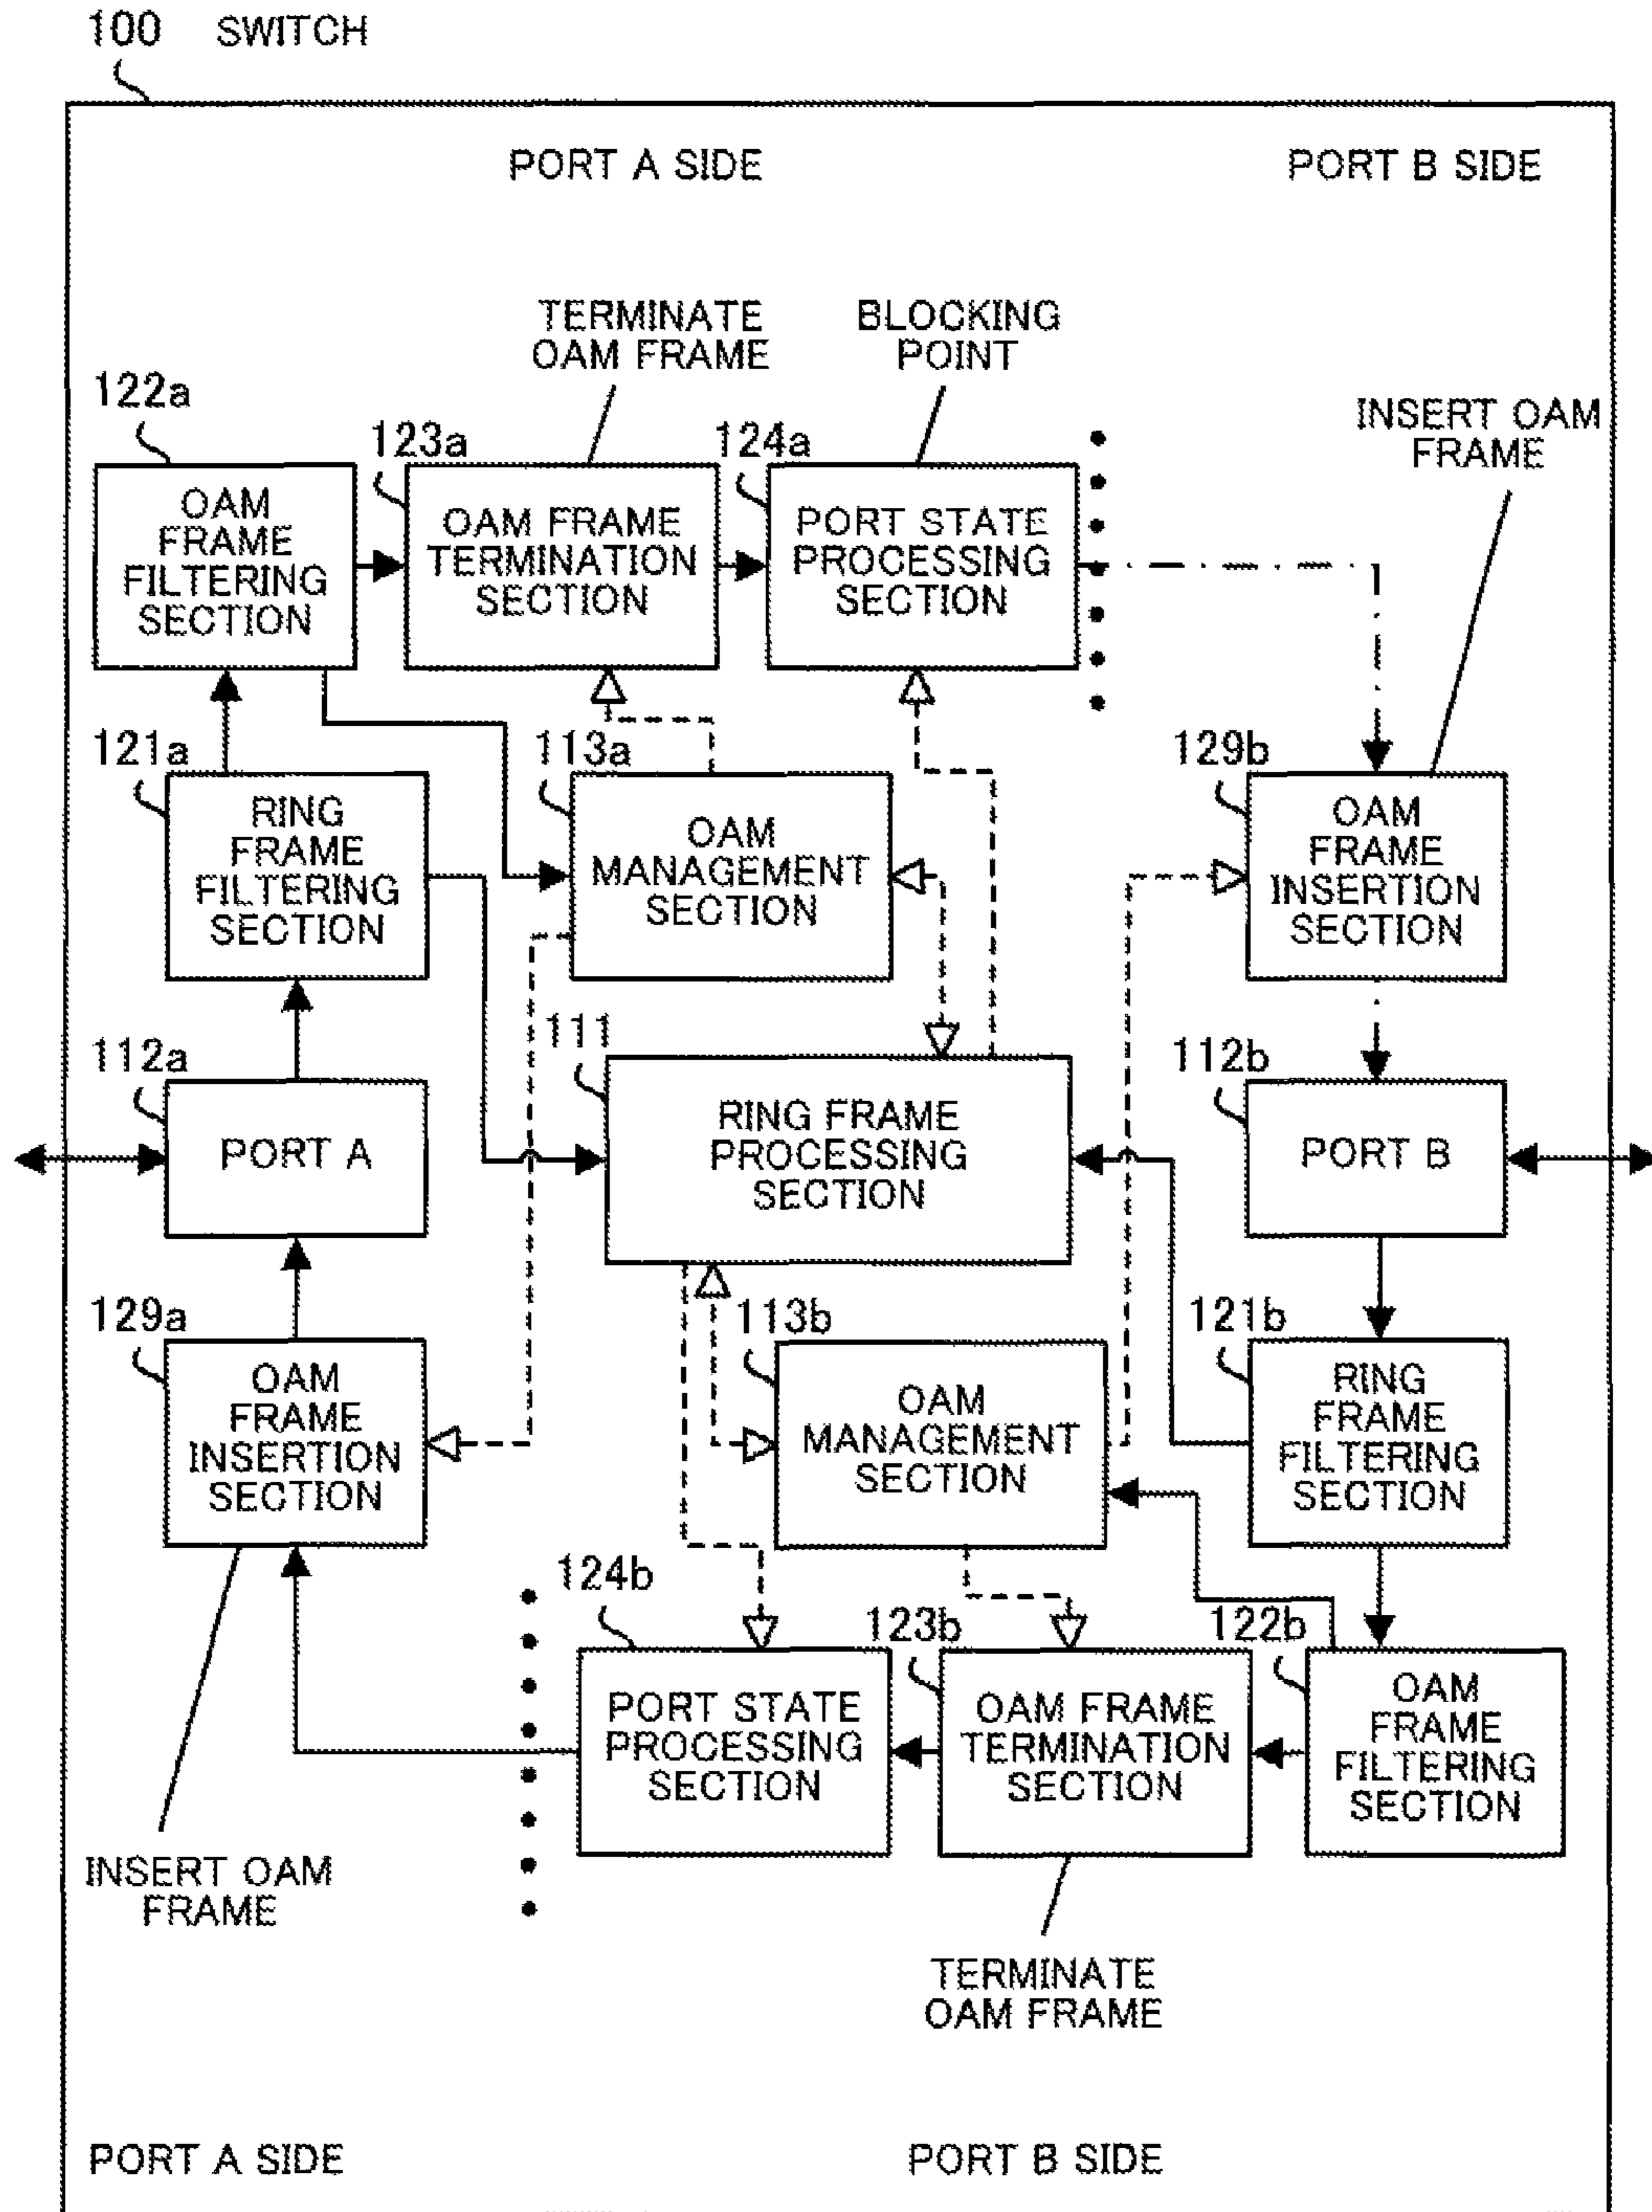 100 SWITCH
PORT A SIDE
PORT B SIDE
TERMINATE
OAM FRAME
BLOCKING
POINT
INSERT OAM
FRAME
122a
OAM
FRAME
FILTERING
SECTION
123a
OAM FRAME
TERMINATION
SECTION
124a
PORT STATE
PROCESSING
SECTION
121a
RING
FRAME
FILTERING
SECTION
113a
OAM
MANAGEMENT
SECTION
129b
OAM
FRAME
INSERTION
SECTION
112a
PORT A
111
RING FRAME
PROCESSING
SECTION
112b
PORT B
129a
OAM
FRAME
INSERTION
SECTION
113b
OAM
MANAGEMENT
SECTION
121b
RING
FRAME
FILTERING
SECTION
124b
PORT STATE
PROCESSING
SECTION
123b
OAM FRAME
TERMINATION
SECTION
122b
OAM
FRAME
FILTERING
SECTION
INSERT OAM
FRAME
TERMINATE
OAM FRAME
PORT A SIDE
PORT B SIDE